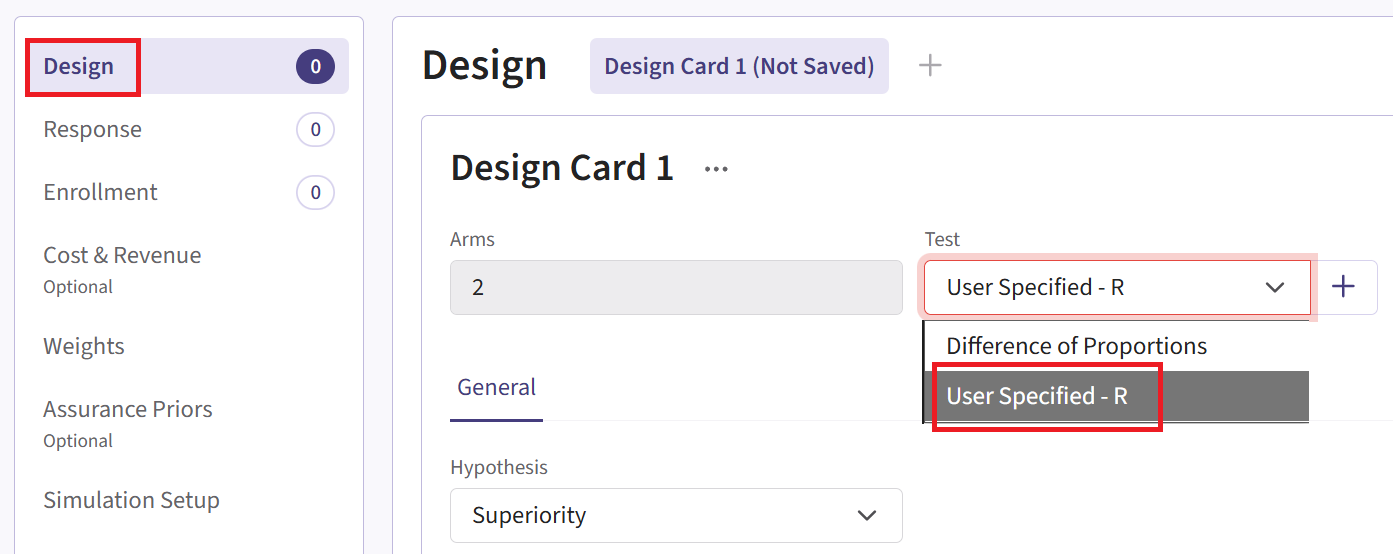 Design
0
Response
0
Enrollment
0
Cost & Revenue
Optional
Weights
Assurance Priors
Optional
Simulation Setup
Design
Design Card 1 (Not Saved)
Design Card 1
Arms
2
Test
User Specified - R
Difference of Proportions
User Specified - R
General
Hypothesis
Superiority